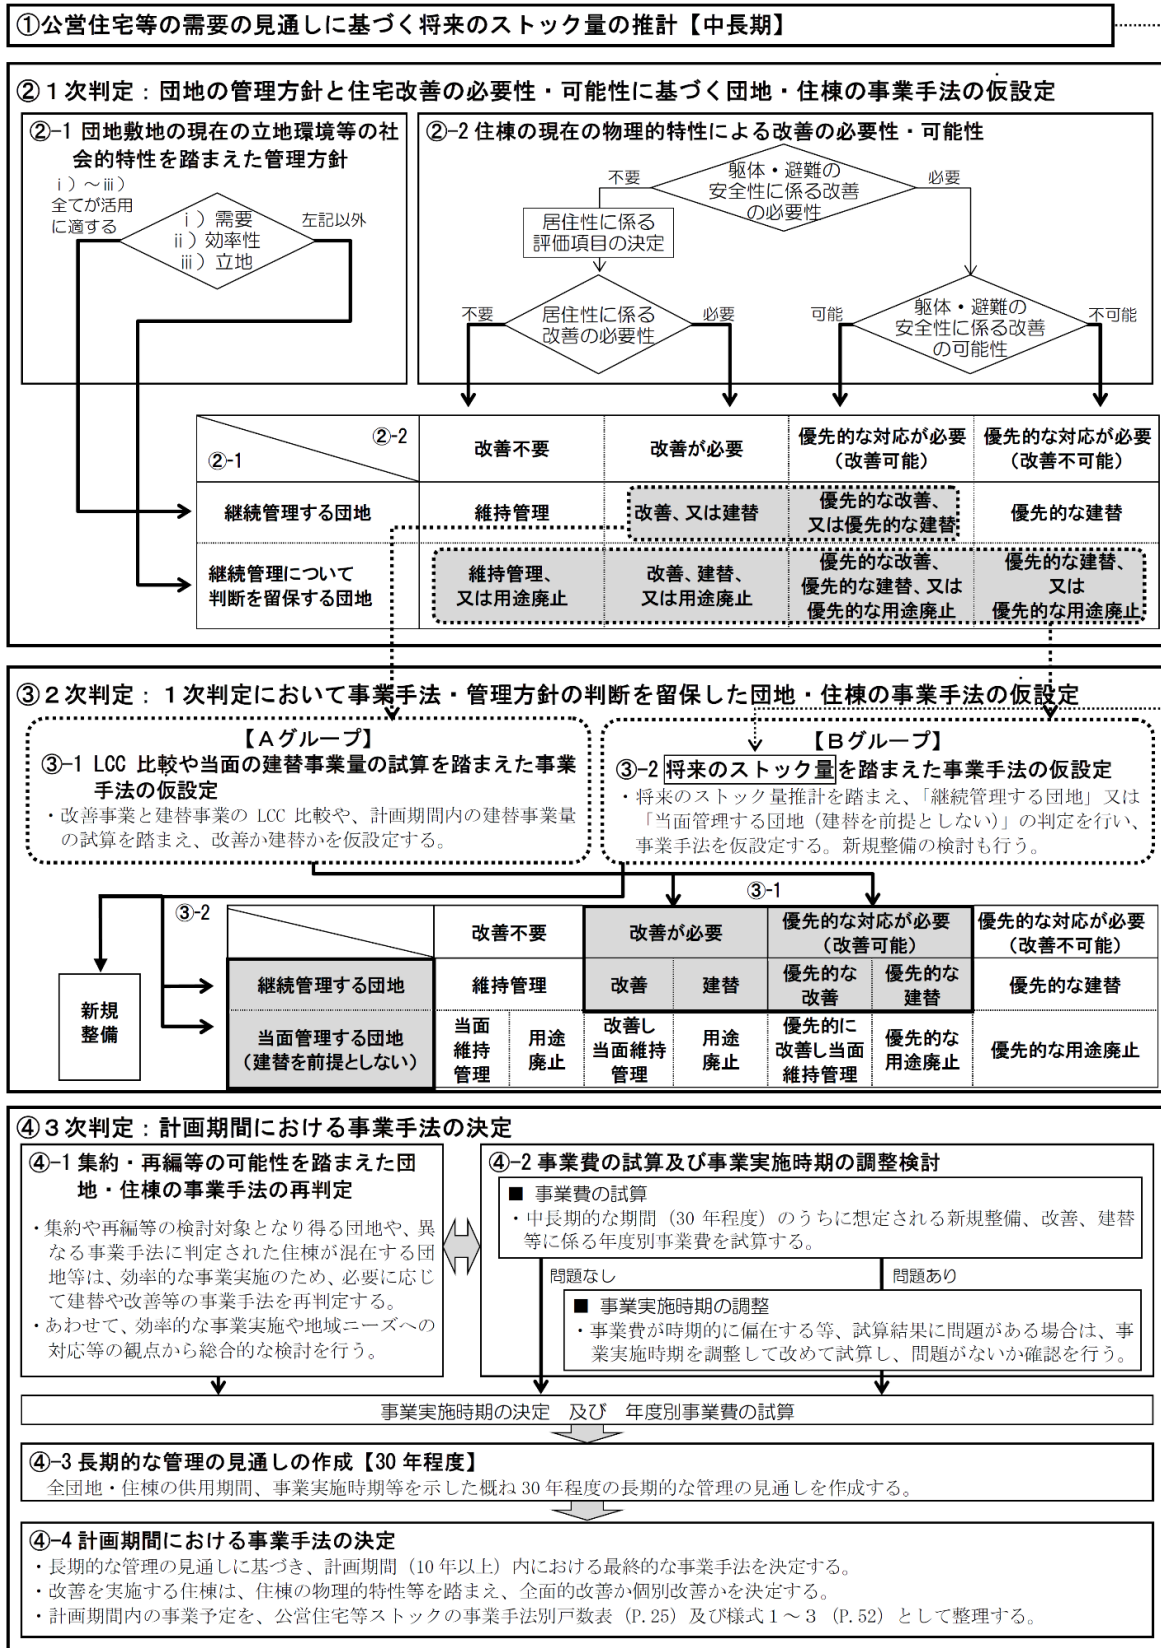 ①公営住宅等の需要の見通しに基づく将来のストック量の推計【中長期】
②１次判定：団地の管理方針と住宅改善の必要性・可能性に基づく団地・住棟の事業手法の仮設定
②-1 団地敷地の現在の立地環境等の社
会的特性を踏まえた管理方針
ⅰ）～ⅲ）
全てが活用
に適する
ⅰ）需要
ⅱ）効率性
ⅲ）立地
左記以外
②-2 住棟の現在の物理的特性による改善の必要性・可能性
不要
躯体・避難の
安全性に係る改善
の必要性
必要
居住性に係る
評価項目の決定
不要
居住性に係る
改善の必要性
必要
可能
躯体・避難の
安全性に係る改善
の可能性
不可能
②-2
②-1
改善不要
改善が必要
優先的な対応が必要
（改善可能）
優先的な対応が必要
（改善不可能）
継続管理する団地
維持管理
改善、又は建替
優先的な改善、
又は優先的な建替
優先的な建替
継続管理について
判断を留保する団地
維持管理、
又は用途廃止
改善、建替、
又は用途廃止
優先的な改善、
優先的な建替、又は
優先的な用途廃止
優先的な建替、
又は
優先的な用途廃止
③２次判定：１次判定において事業手法・管理方針の判断を留保した団地・住棟の事業手法の仮設定
【Ａグループ】
③-1 LCC 比較や当面の建替事業量の試算を踏まえた事業
手法の仮設定
・改善事業と建替事業の LCC 比較や、計画期間内の建替事業量
の試算を踏まえ、改善か建替かを仮設定する。
【Ｂグループ】
③-2 将来のストック量を踏まえた事業手法の仮設定
・将来のストック量推計を踏まえ、「継続管理する団地」又は
「当面管理する団地（建替を前提としない）」の判定を行い、
事業手法を仮設定する。新規整備の検討も行う。
③-1
③-2
改善不要
改善が必要
優先的な対応が必要
（改善可能）
優先的な対応が必要
（改善不可能）
新規
整備
継続管理する団地
維持管理
改善
建替
優先的な
改善
優先的な
建替
優先的な建替
当面管理する団地
（建替を前提としない）
当面
維持
管理
用途
廃止
改善し
当面維持
管理
用途
廃止
優先的に
改善し当面
維持管理
優先的な
用途廃止
優先的な用途廃止
④３次判定：計画期間における事業手法の決定
④-1 集約・再編等の可能性を踏まえた団
地・住棟の事業手法の再判定
・集約や再編等の検討対象となり得る団地や、異
なる事業手法に判定された住棟が混在する団
地等は、効率的な事業実施のため、必要に応じ
て建替や改善等の事業手法を再判定する。
・あわせて、効率的な事業実施や地域ニーズへの
対応等の観点から総合的な検討を行う。
④-2 事業費の試算及び事業実施時期の調整検討
■ 事業費の試算
・中長期的な期間（30 年程度）のうちに想定される新規整備、改善、建替
等に係る年度別事業費を試算する。
問題なし
問題あり
■ 事業実施時期の調整
・事業費が時期的に偏在する等、試算結果に問題がある場合は、事
業実施時期を調整して改めて試算し、問題がないか確認を行う。
事業実施時期の決定　及び　年度別事業費の試算
④-3 長期的な管理の見通しの作成【30 年程度】
全団地・住棟の供用期間、事業実施時期等を示した概ね 30 年程度の長期的な管理の見通しを作成する。
④-4 計画期間における事業手法の決定
・長期的な管理の見通しに基づき、計画期間（10 年以上）内における最終的な事業手法を決定する。
・改善を実施する住棟は、住棟の物理的特性等を踏まえ、全面的改善か個別改善かを決定する。
・計画期間内の事業予定を、公営住宅等ストックの事業手法別戸数表（P.25）及び様式１～３（P.52）として整理する。